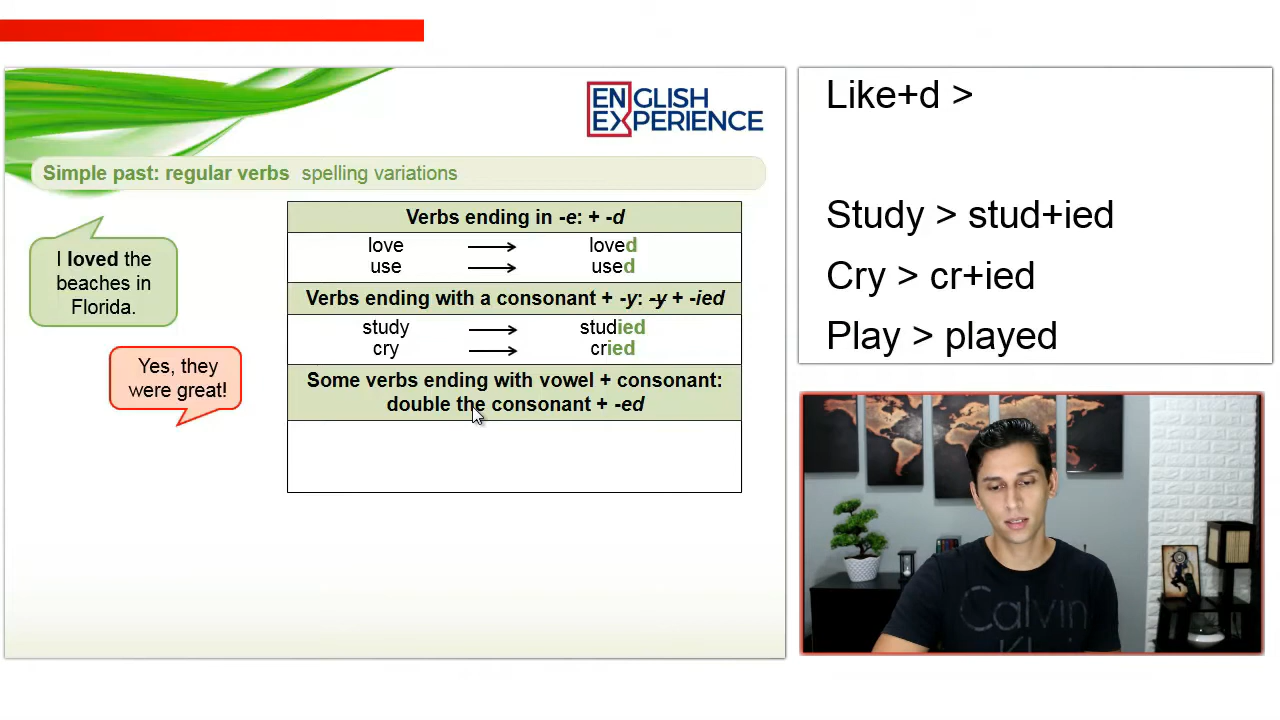 ENGLISH
EXPERIENCE
Simple past: regular verbs spelling variations
I loved the
beaches in
Florida.
Yes, they
were great!
Verbs ending in -e: + -d
love → loved
use → used
Verbs ending with a consonant + -y: -y + -ied
study → studied
cry → cried
Some verbs ending with vowel + consonant:
double the consonant + -ed
Like+d >
Study > stud+ied
Cry > cr+ied
Play > played
Calvin